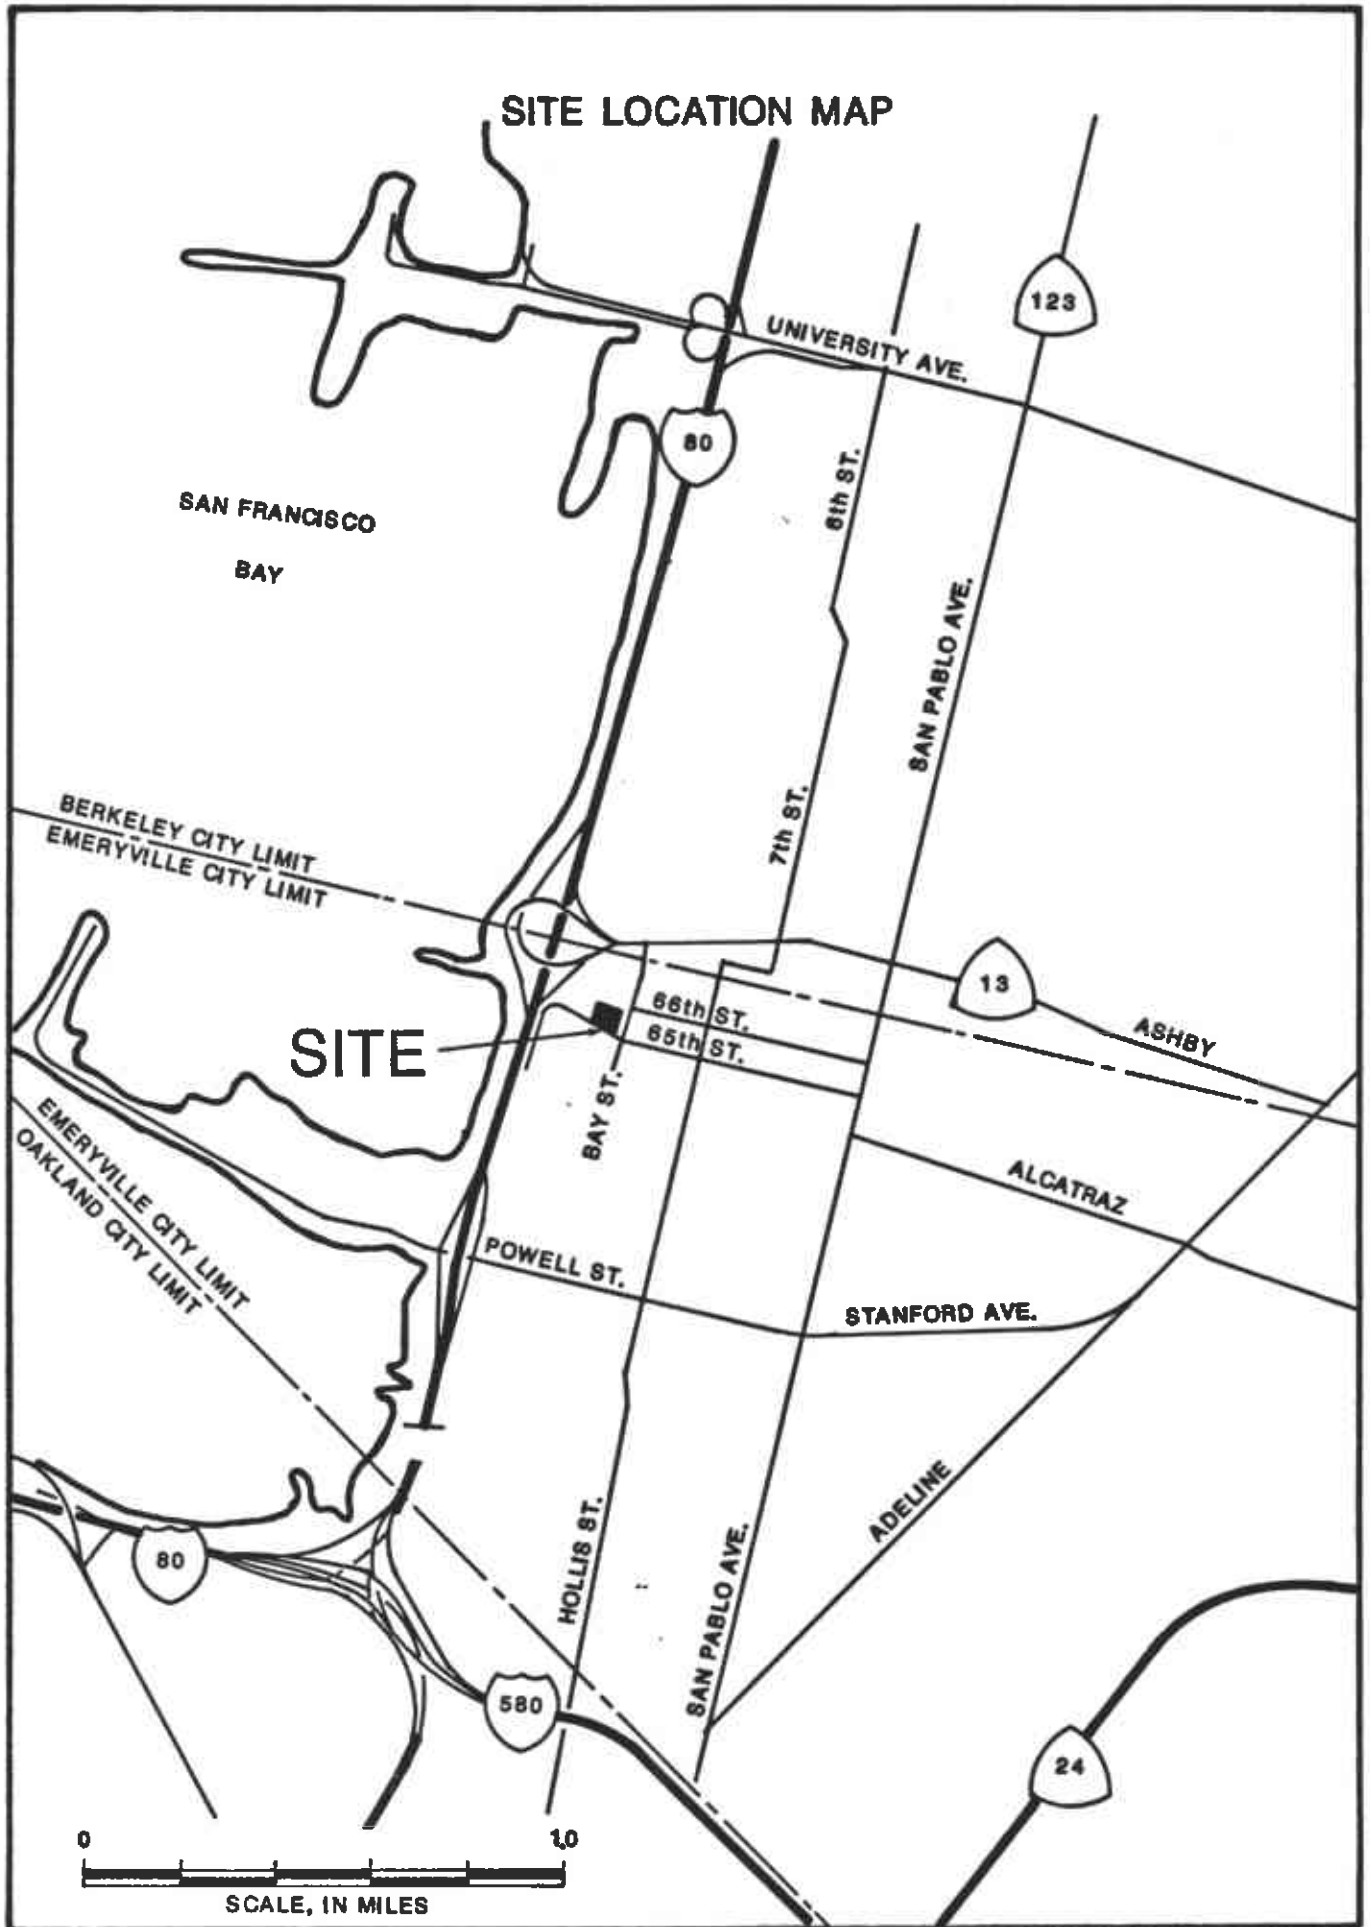 SITE LOCATION MAP
123
UNIVERSITY AVE.
80
6th ST.
SAN FRANCISCO
BAY
SAN PABLO AVE.
7th ST.
BERKELEY CITY LIMIT
EMERYVILLE CITY LIMIT
13
66th ST.
ASHBY
65th ST.
SITE
BAY ST.
EMERYVILLE CITY LIMIT
OAKLAND CITY LIMIT
ALCATRAZ
POWELL ST.
STANFORD AVE.
ADELINE
HOLLIS ST.
80
SAN PABLO AVE.
580
24
0 1.0
SCALE, IN MILES